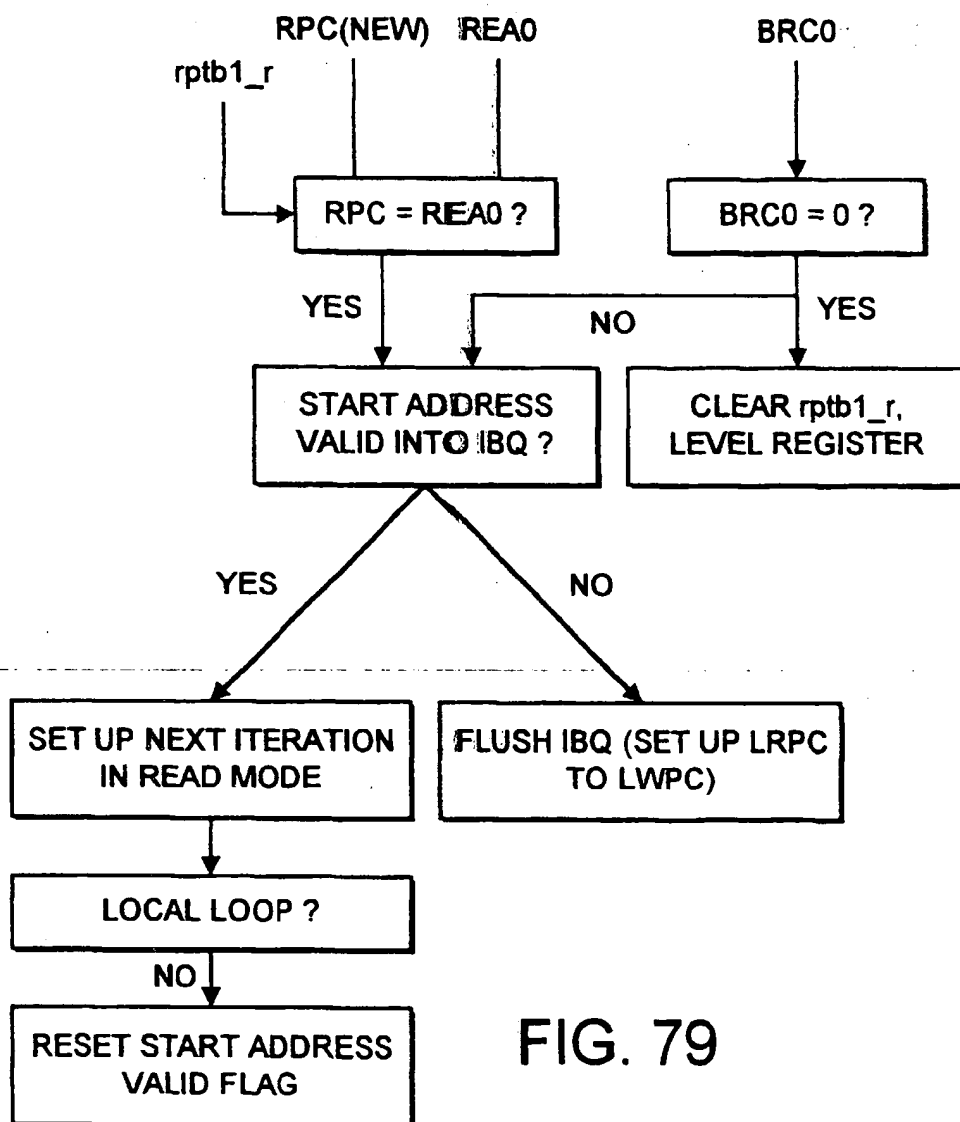 RPC(NEW) REA0 BRC0
rptb1_r
RPC = REA0 ?
BRC0 = 0 ?
YES
NO
YES
START ADDRESS
VALID INTO IBQ ?
CLEAR rptb1_r,
LEVEL REGISTER
YES
NO
SET UP NEXT ITERATION
IN READ MODE
FLUSH IBQ (SET UP LRPC
TO LWPC)
LOCAL LOOP ?
NO
RESET START ADDRESS
VALID FLAG
FIG. 79